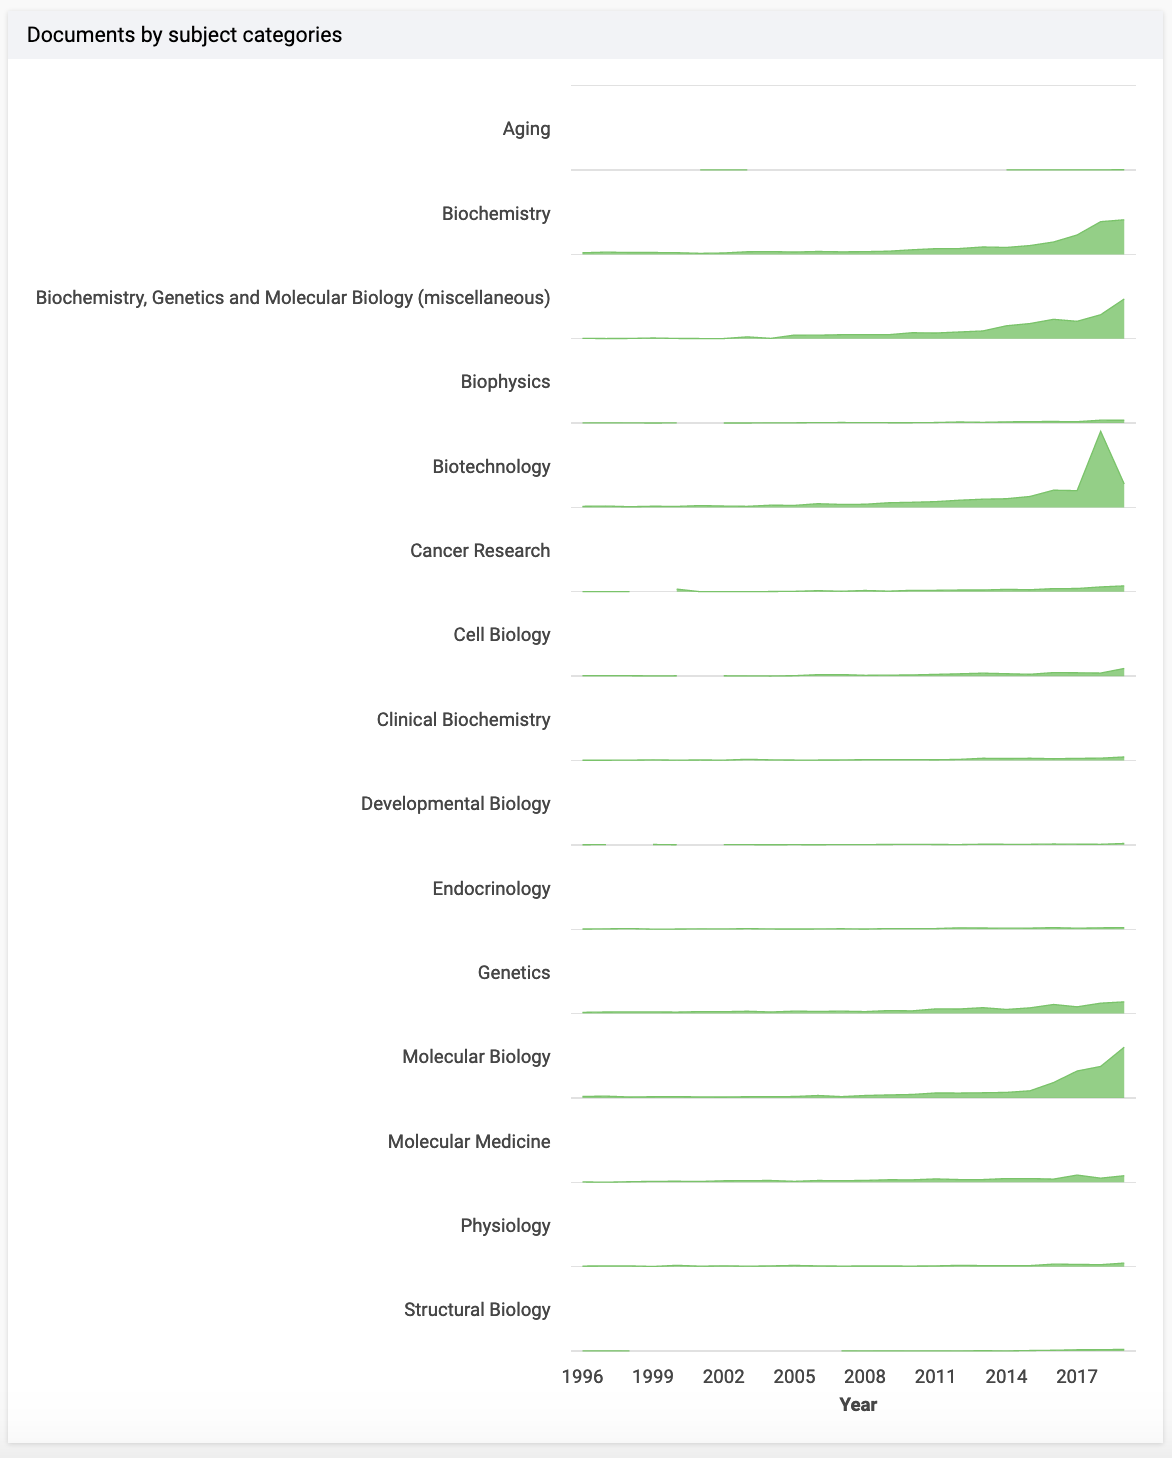 Documents by subject categories
Aging
Biochemistry
Biochemistry, Genetics and Molecular Biology (miscellaneous)
Biophysics
Biotechnology
Cancer Research
Cell Biology
Clinical Biochemistry
Developmental Biology
Endocrinology
Genetics
Molecular Biology
Molecular Medicine
Physiology
Structural Biology
1996 1999 2002 2005 2008 2011 2014 2017
Year